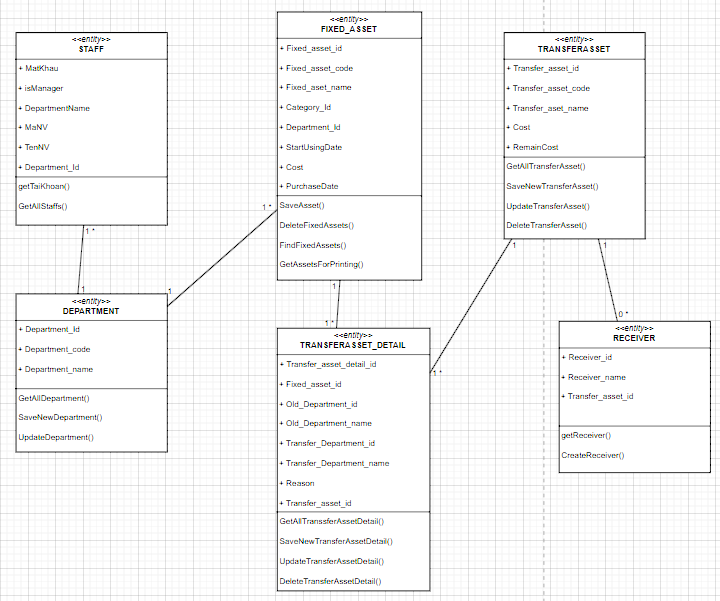 <<entity>>
STAFF
+ MatKhau
+ isManager
+ DepartmentName
+ MaNV
+ TenNV
+ Department_Id
getTaiKhoan()
GetAllStaffs()
1 *
1
<<entity>>
DEPARTMENT
+ Department_Id
+ Department_code
+ Department_name
GetAllDepartment()
SaveNewDepartment()
UpdateDepartment()
1
1 *
<<entity>>
FIXED_ASSET
+ Fixed_asset_id
+ Fixed_asset_code
+ Fixed_aset_name
+ Category_Id
+ Department_Id
+ StartUsingDate
+ Cost
+ PurchaseDate
SaveAsset()
DeleteFixedAssets()
FindFixedAssets()
GetAssetsForPrinting()
1
1 *
<<entity>>
TRANSFERASSET_DETAIL
+ Transfer_asset_detail_id
+ Fixed_asset_id
+ Old_Department_id
+ Old_Department_name
+ Transfer_Department_id
+ Transfer_Department_name
+ Reason
+ Transfer_asset_id
GetAllTranssferAssetDetail()
SaveNewTransferAssetDetail()
UpdateTransferAssetDetail()
DeleteTransferAssetDetail()
1 *
1
<<entity>>
TRANSFERASSET
+ Transfer_asset_id
+ Transfer_asset_code
+ Transfer_aset_name
+ Cost
+ RemainCost
GetAllTransferAsset()
SaveNewTransferAsset()
UpdateTransferAsset()
DeleteTransferAsset()
1
0 *
<<entity>>
RECEIVER
+ Receiver_id
+ Receiver_name
+ Transfer_asset_id
getReceiver()
CreateReceiver()